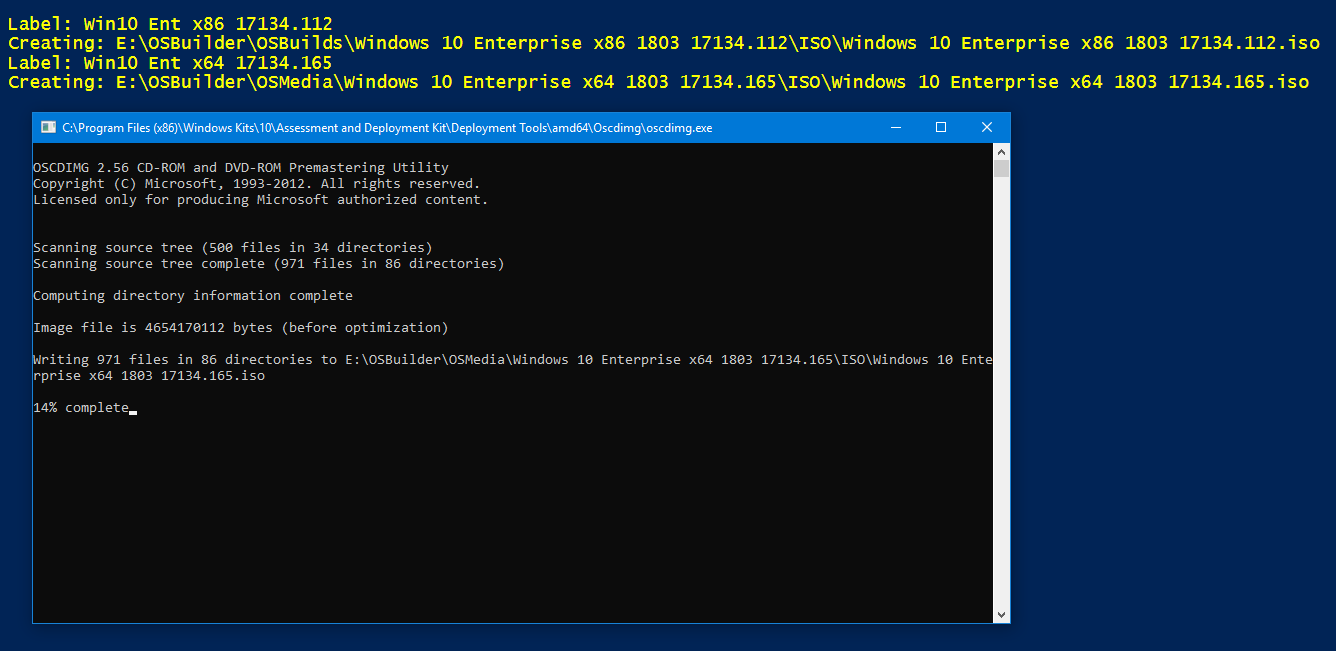 Label: Win10 Ent x86 17134.112
Creating: E:\OSBuilder\OSBuilds\Windows 10 Enterprise x86 1803 17134.112\ISO\Windows 10 Enterprise x86 1803 17134.112.iso
Label: Win10 Ent x64 17134.165
Creating: E:\OSBuilder\OSMedia\Windows 10 Enterprise x64 1803 17134.165\ISO\Windows 10 Enterprise x64 1803 17134.165.iso
C:\Program Files (x86)\Windows Kits\10\Assessment and Deployment Kit\Deployment Tools\amd64\Oscdimg\oscdimg.exe
OSCDIMG 2.56 CD-ROM and DVD-ROM Premastering Utility
Copyright (C) Microsoft, 1993-2012. All rights reserved.
Licensed only for producing Microsoft authorized content.
Scanning source tree (500 files in 34 directories)
Scanning source tree complete (971 files in 86 directories)
Computing directory information complete
Image file is 4654170112 bytes (before optimization)
Writing 971 files in 86 directories to E:\OSBuilder\OSMedia\Windows 10 Enterprise x64 1803 17134.165\ISO\Windows 10 Ente
rprise x64 1803 17134.165.iso
14% complete